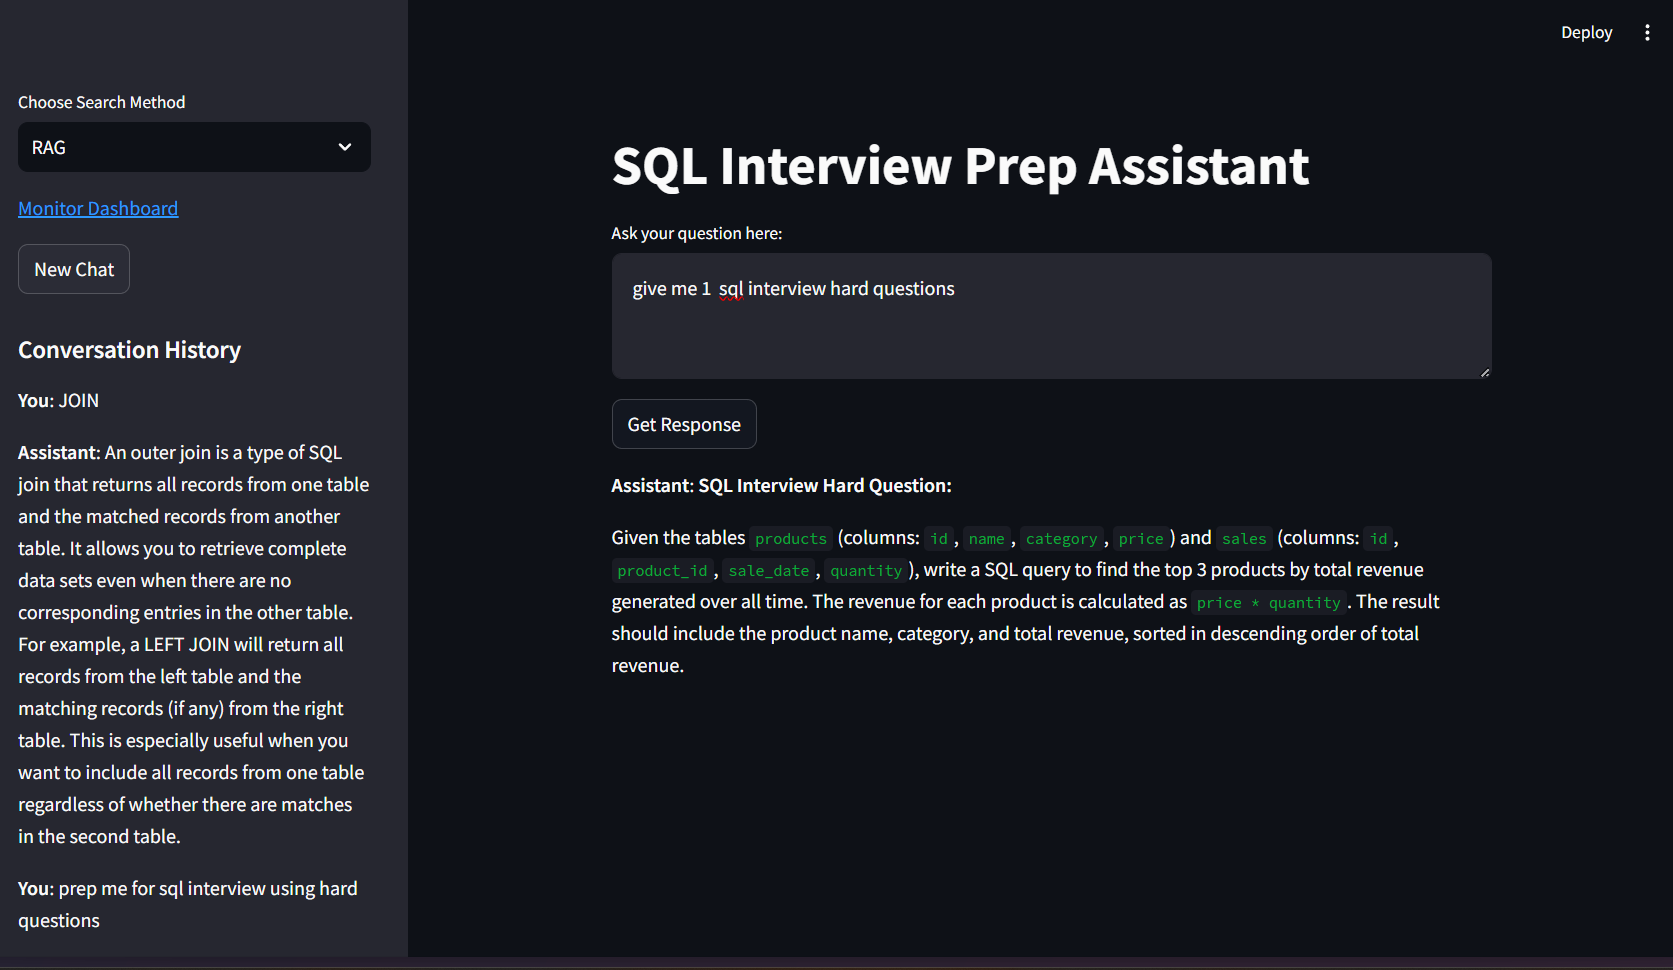 Deploy
Choose Search Method
RAG
Monitor Dashboard
New Chat
Conversation History
You: JOIN
Assistant: An outer join is a type of SQL
join that returns all records from one table
and the matched records from another
table. It allows you to retrieve complete
data sets even when there are no
corresponding entries in the other table.
For example, a LEFT JOIN will return all
records from the left table and the
matching records (if any) from the right
table. This is especially useful when you
want to include all records from one table
regardless of whether there are matches
in the second table.
You: prep me for sql interview using hard
questions
SQL Interview Prep Assistant
Ask your question here:
give me 1 sql interview hard questions
Get Response
Assistant: SQL Interview Hard Question:
Given the tables products (columns: id, name, category, price) and sales (columns: id,
product_id, sale_date, quantity), write a SQL query to find the top 3 products by total revenue
generated over all time. The revenue for each product is calculated as price * quantity. The result
should include the product name, category, and total revenue, sorted in descending order of total
revenue.